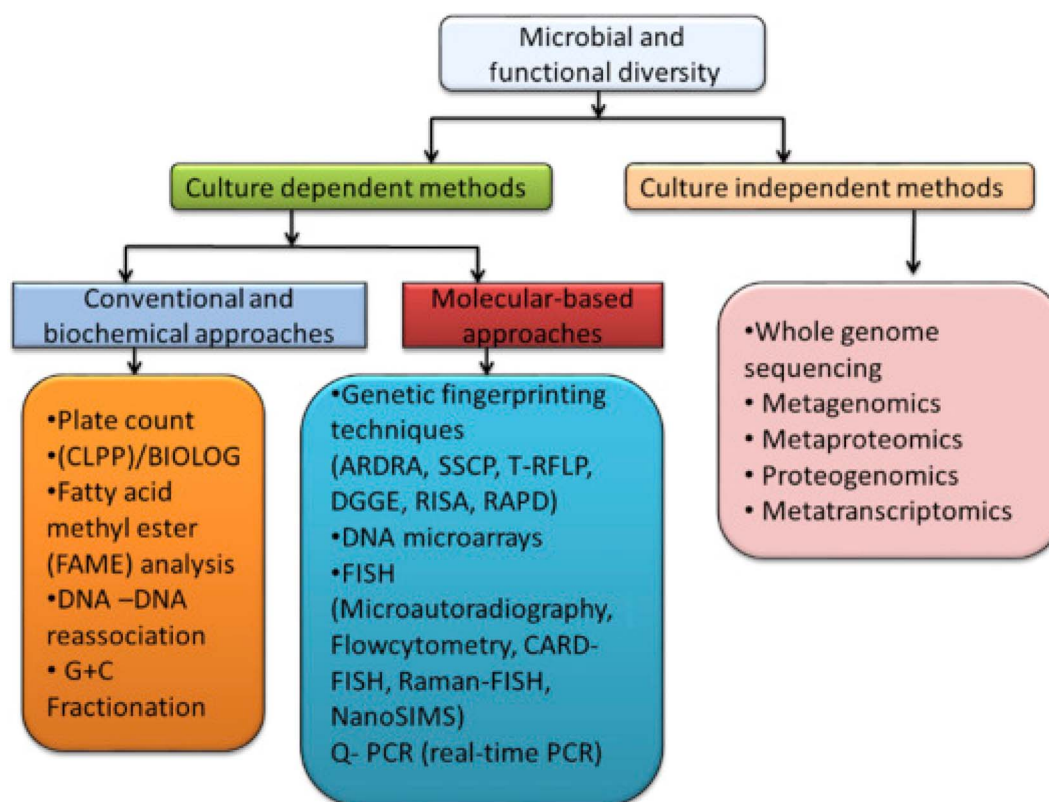 Microbial and
functional diversity
Culture dependent methods
Culture independent methods
Conventional and
biochemical approaches
Molecular-based
approaches
•Plate count
•(CLPP)/BIOLOG
•Fatty acid
methyl ester
(FAME) analysis
•DNA –DNA
reassociation
• G+C
Fractionation
•Genetic fingerprinting
techniques
(ARDRA, SSCP, T-RFLP,
DGGE, RISA, RAPD)
•DNA microarrays
•FISH
(Microautoradiography,
Flowcytometry, CARD-
FISH, Raman-FISH,
NanoSIMS)
Q- PCR (real-time PCR)
•Whole genome
sequencing
• Metagenomics
• Metaproteomics
• Proteogenomics
• Metatranscriptomics